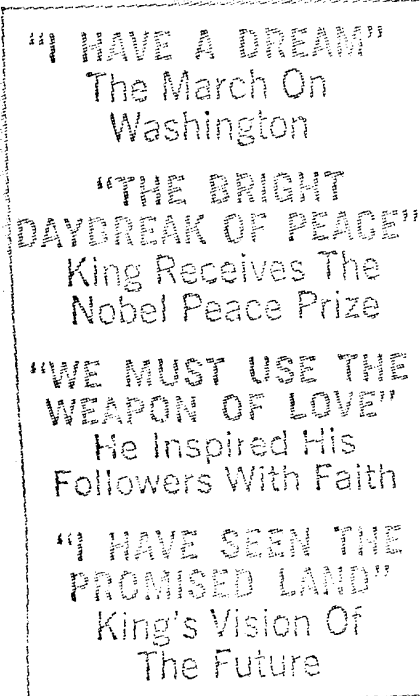 "I HAVE A DREAM"
The March On
Washington
"THE BRIGHT
DAYBREAK OF PEACE"
King Receives The
Nobel Peace Prize
"WE MUST USE THE
WEAPON OF LOVE"
He Inspired His
Followers With Faith
"I HAVE SEEN THE
PROMISED LAND"
King's Vision Of
The Future